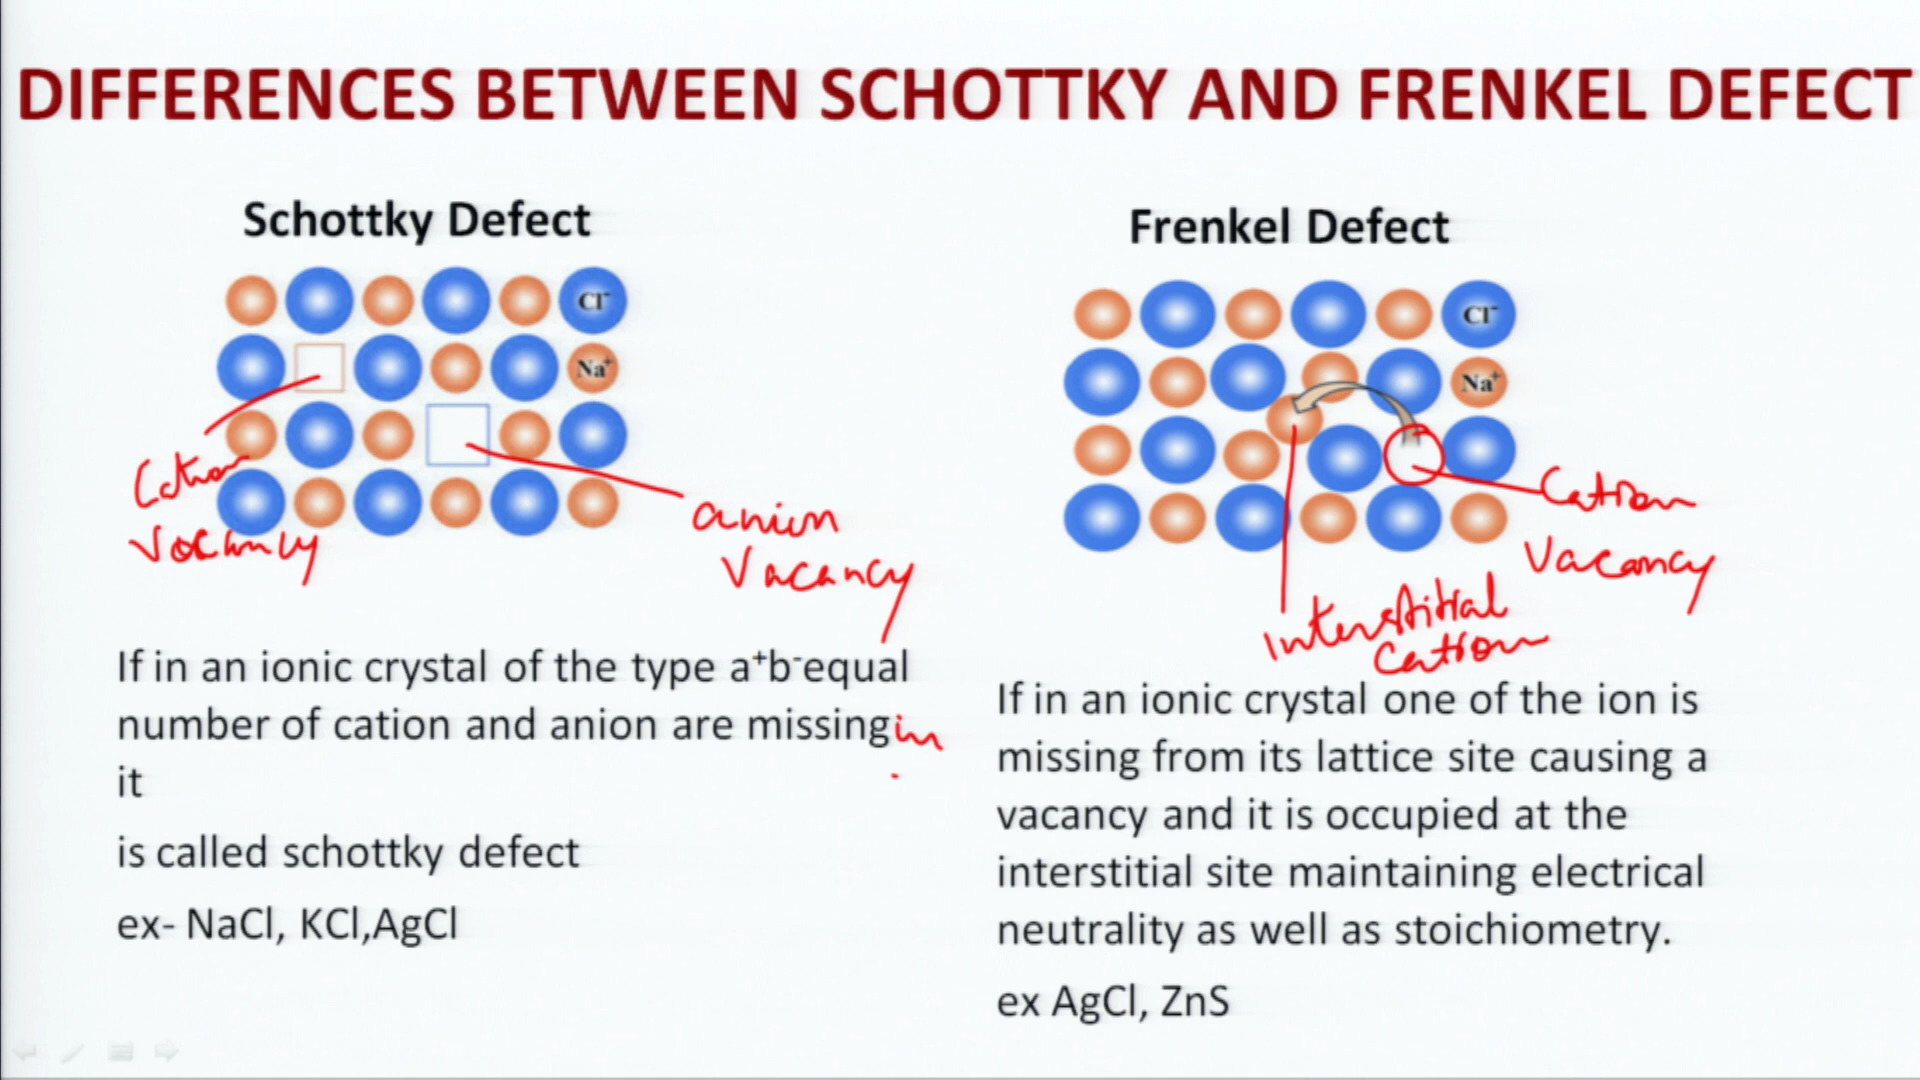 DIFFERENCES BETWEEN SCHOTTKY AND FRENKEL DEFECT
Schottky Defect
Cl⁻
Na⁺
Cation
Vacancy
anion
Vacancy
If in an ionic crystal of the type a⁺b⁻equal
number of cation and anion are missing in
it
is called schottky defect
ex- NaCl, KCl,AgCl
Frenkel Defect
Cl⁻
Na⁺
Cation
Vacancy
interstitial
Cation
If in an ionic crystal one of the ion is
missing from its lattice site causing a
vacancy and it is occupied at the
interstitial site maintaining electrical
neutrality as well as stoichiometry.
ex AgCl, ZnS